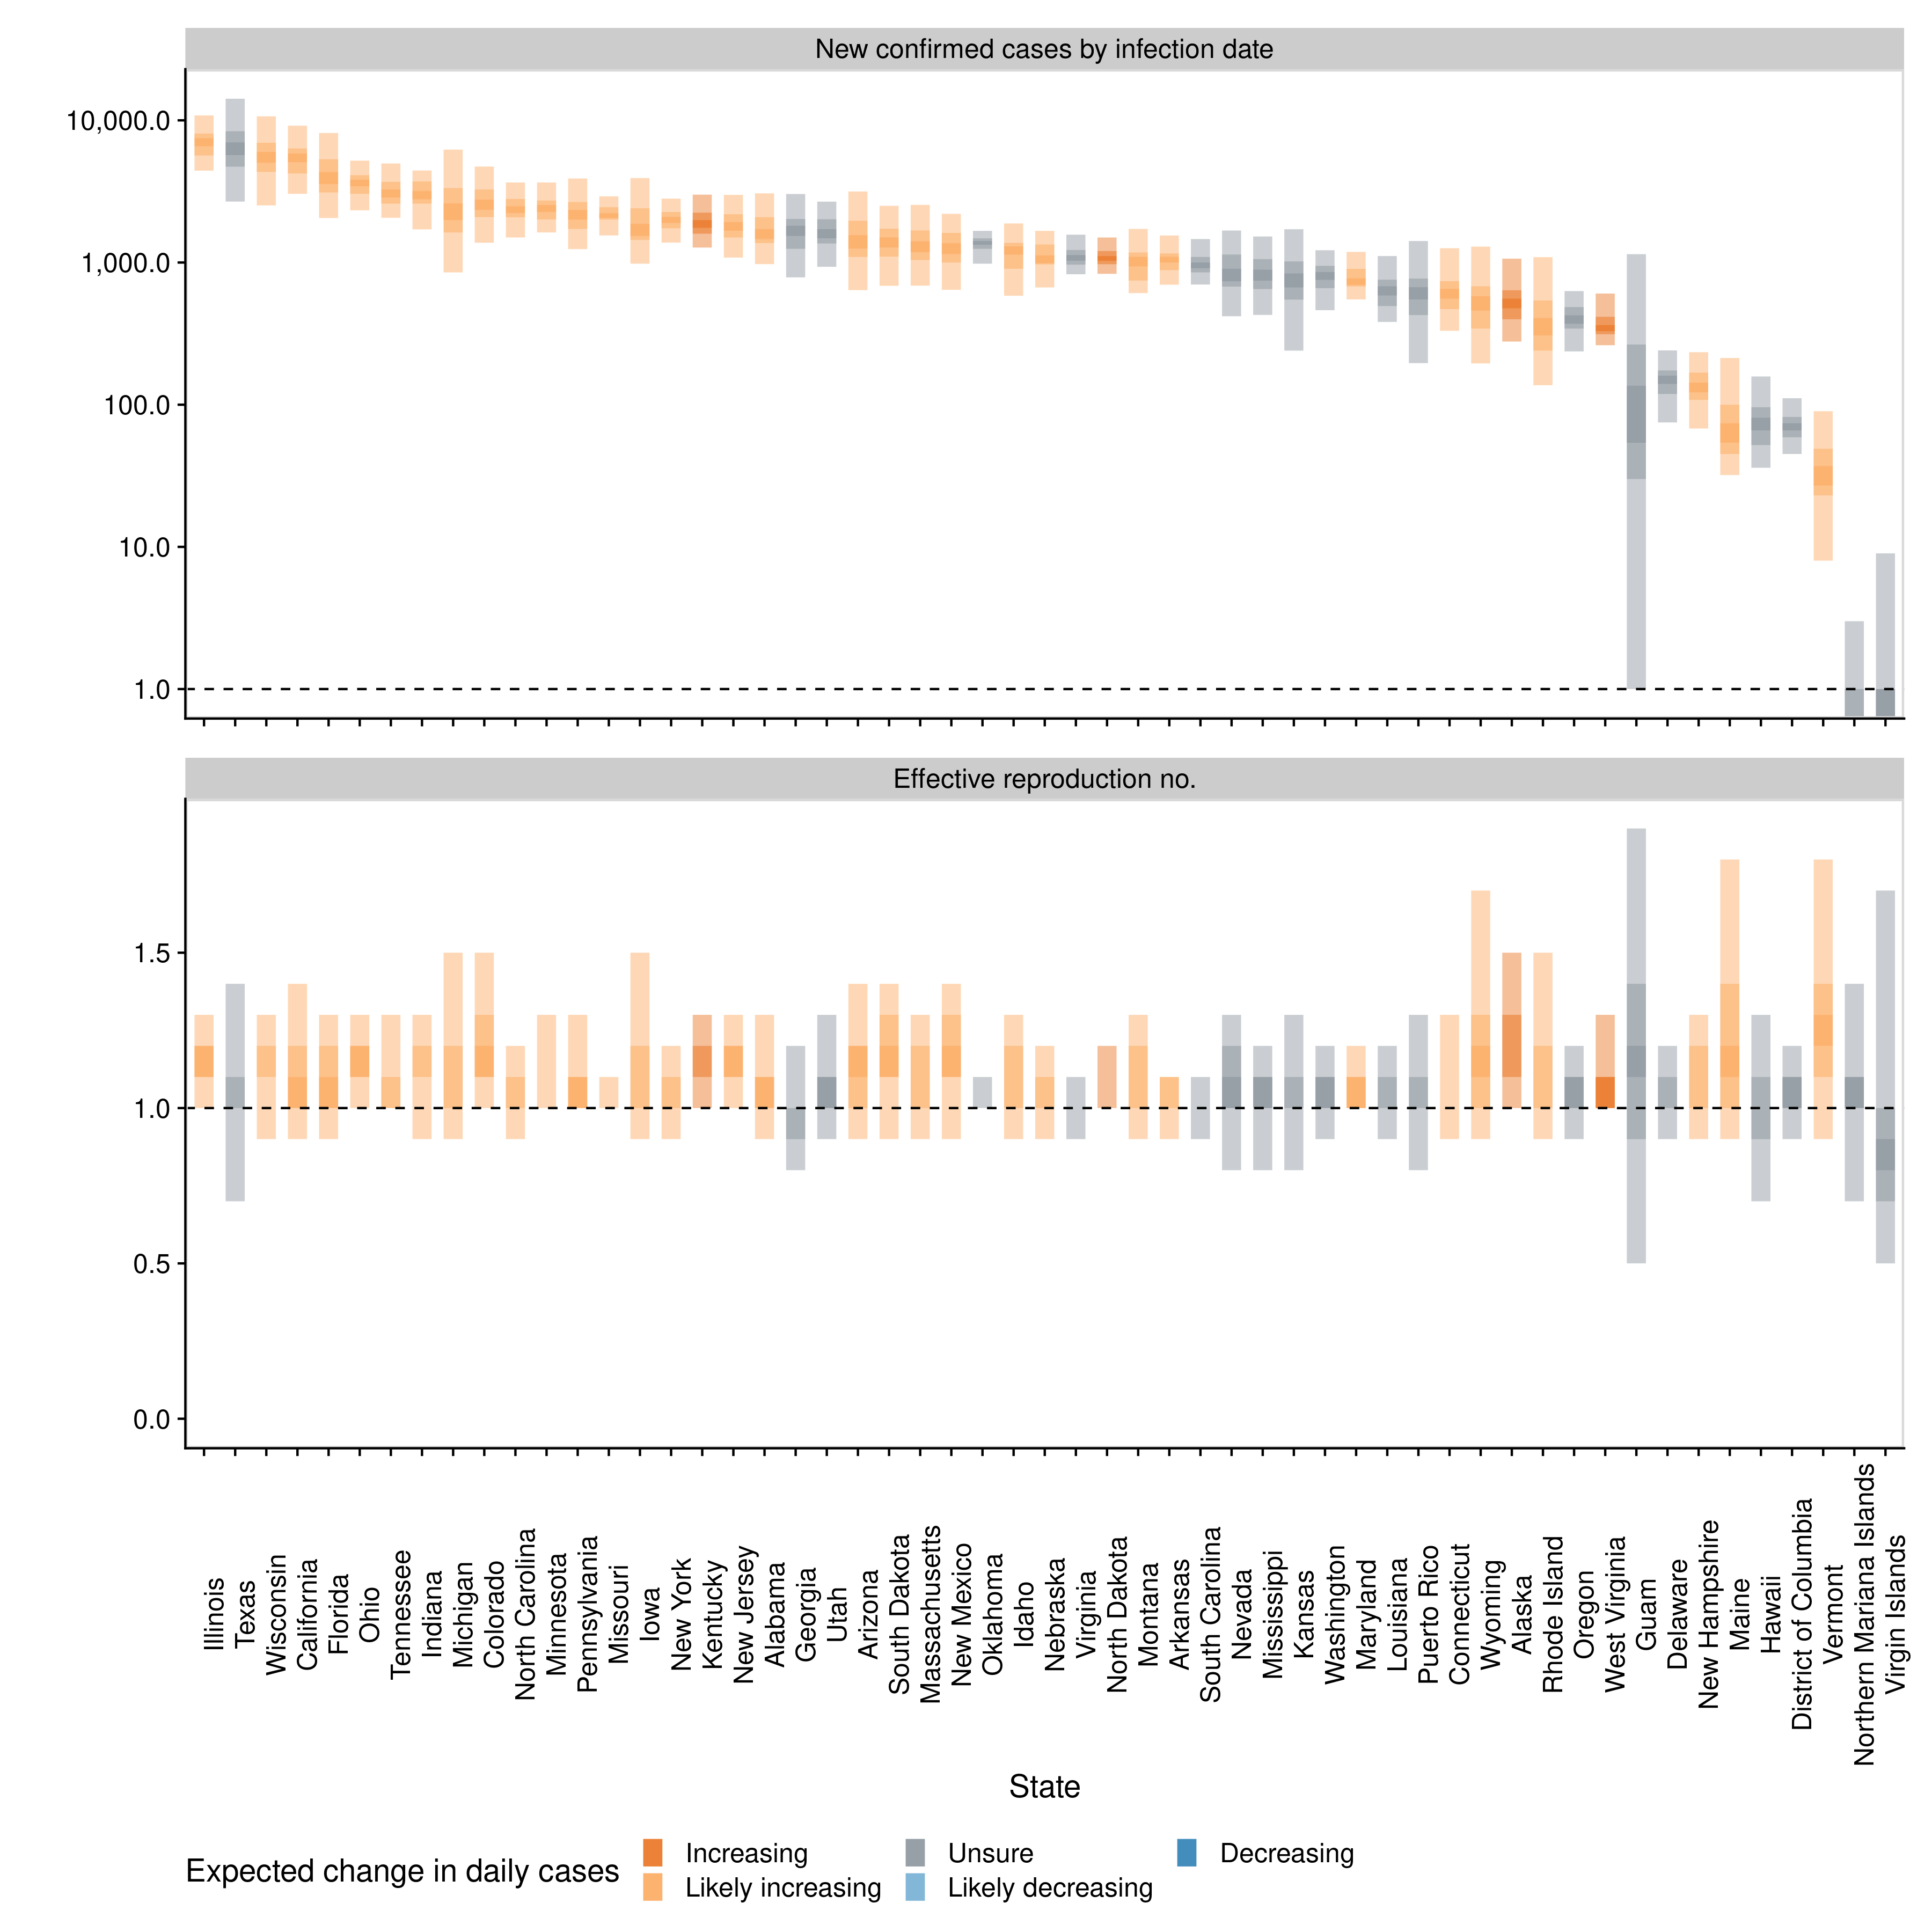 New confirmed cases by infection date
10,000.0
1,000.0
100.0
10.0
1.0
Effective reproduction no.
1.5
1.0
0.5
0.0
Illinois
Texas
Wisconsin
California
Florida
Ohio
Tennessee
Indiana
Michigan
Colorado
North Carolina
Minnesota
Pennsylvania
Missouri
Iowa
New York
Kentucky
New Jersey
Alabama
Georgia
Utah
Arizona
South Dakota
Massachusetts
New Mexico
Oklahoma
Idaho
Nebraska
Virginia
North Dakota
Montana
Arkansas
South Carolina
Nevada
Mississippi
Kansas
Washington
Maryland
Louisiana
Puerto Rico
Connecticut
Wyoming
Alaska
Rhode Island
Oregon
West Virginia
Guam
Delaware
New Hampshire
Maine
Hawaii
District of Columbia
Vermont
Northern Mariana Islands
Virgin Islands
State
Expected change in daily cases
Increasing
Likely increasing
Unsure
Likely decreasing
Decreasing